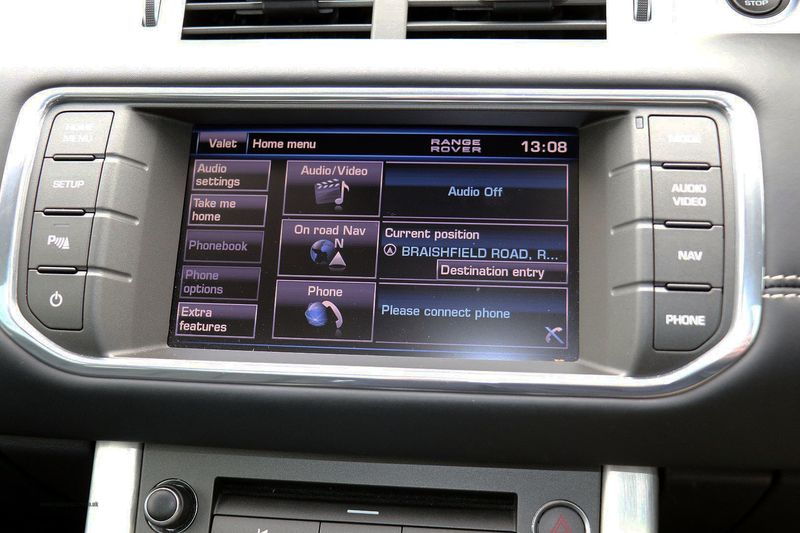 STOP
HOME
MENU
SETUP
P
Valet
Home menu
RANGE
ROVER
13:08
Audio
settings
Take me
home
Phonebook
Phone
options
Extra
features
Audio/Video
Audio Off
On road Nav
N
Current position
BRAISHFIELD ROAD, R...
Destination entry
Phone
Please connect phone
MODE
AUDIO
VIDEO
NAV
PHONE